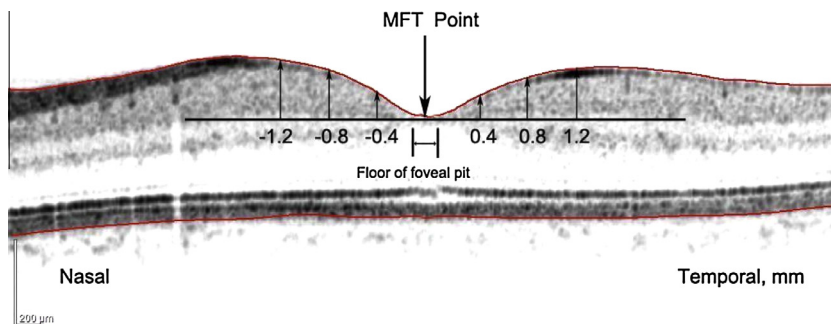 MFT Point
-1.2 -0.8 -0.4 0.4 0.8 1.2
Floor of foveal pit
Nasal Temporal, mm
200 µm